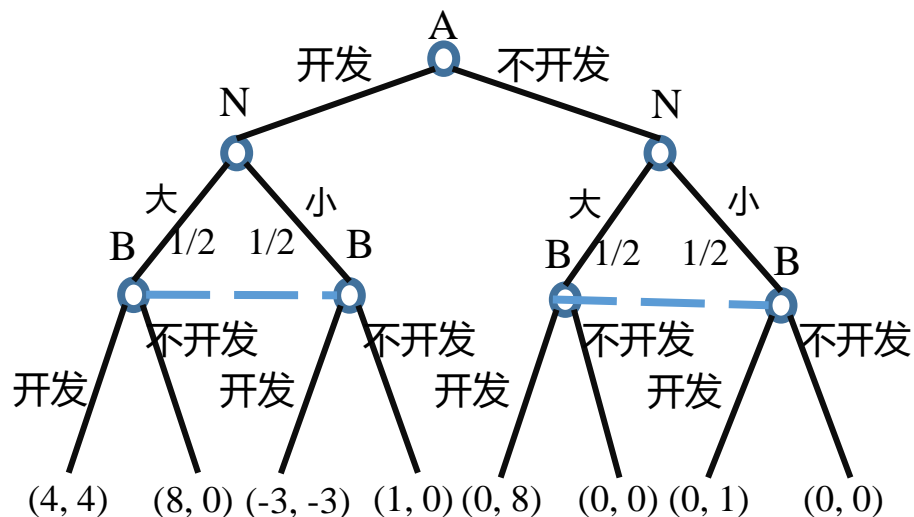 A
开发 不开发
N N
大 小 大 小
B 1/2 1/2 B B 1/2 1/2 B
不开发 不开发 不开发 不开发
开发 开发 开发 开发
(4, 4) (8, 0) (-3, -3) (1, 0) (0, 8) (0, 0) (0, 1) (0, 0)